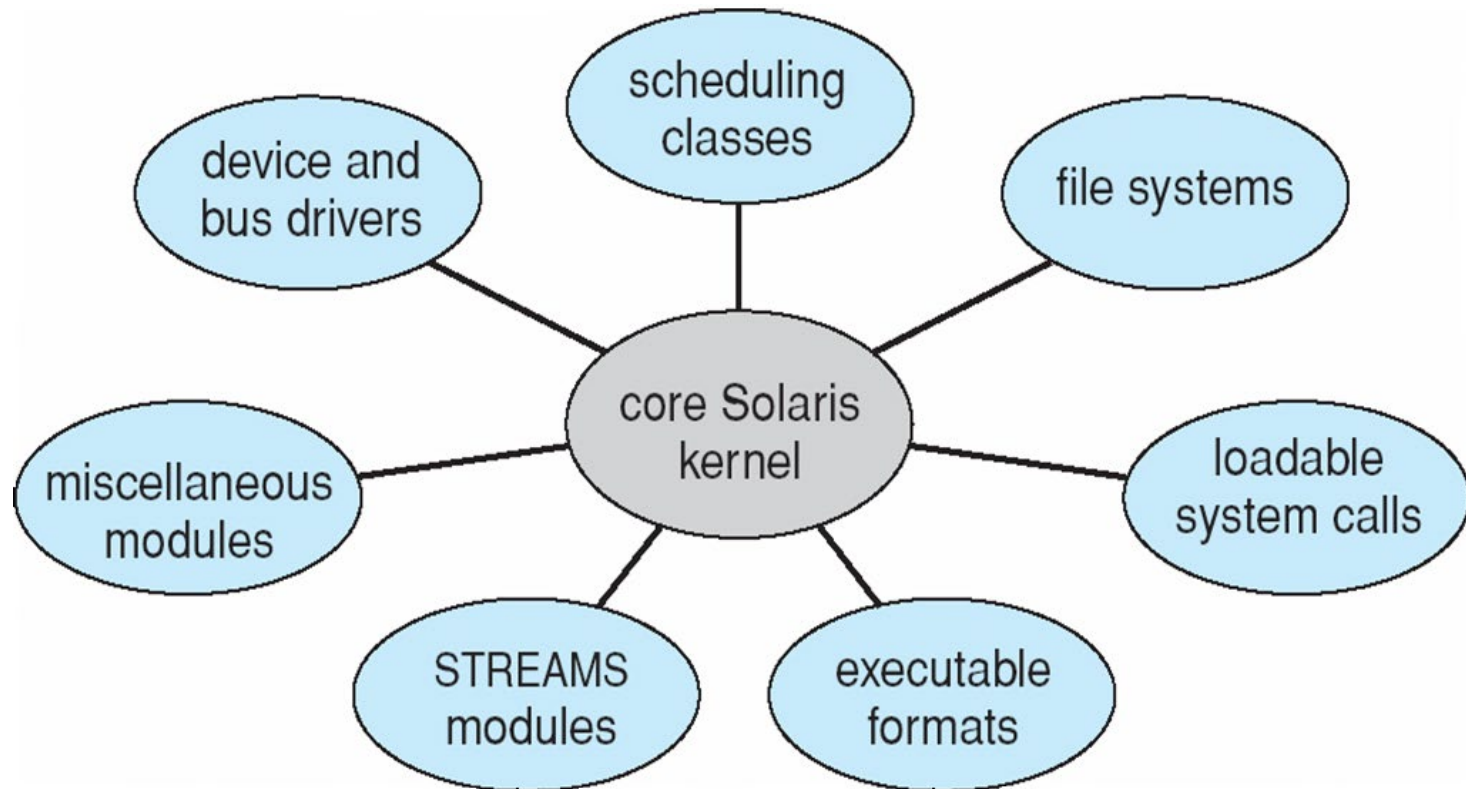 scheduling
classes
device and
bus drivers
file systems
core Solaris
kernel
loadable
system calls
miscellaneous
modules
STREAMS
modules
executable
formats